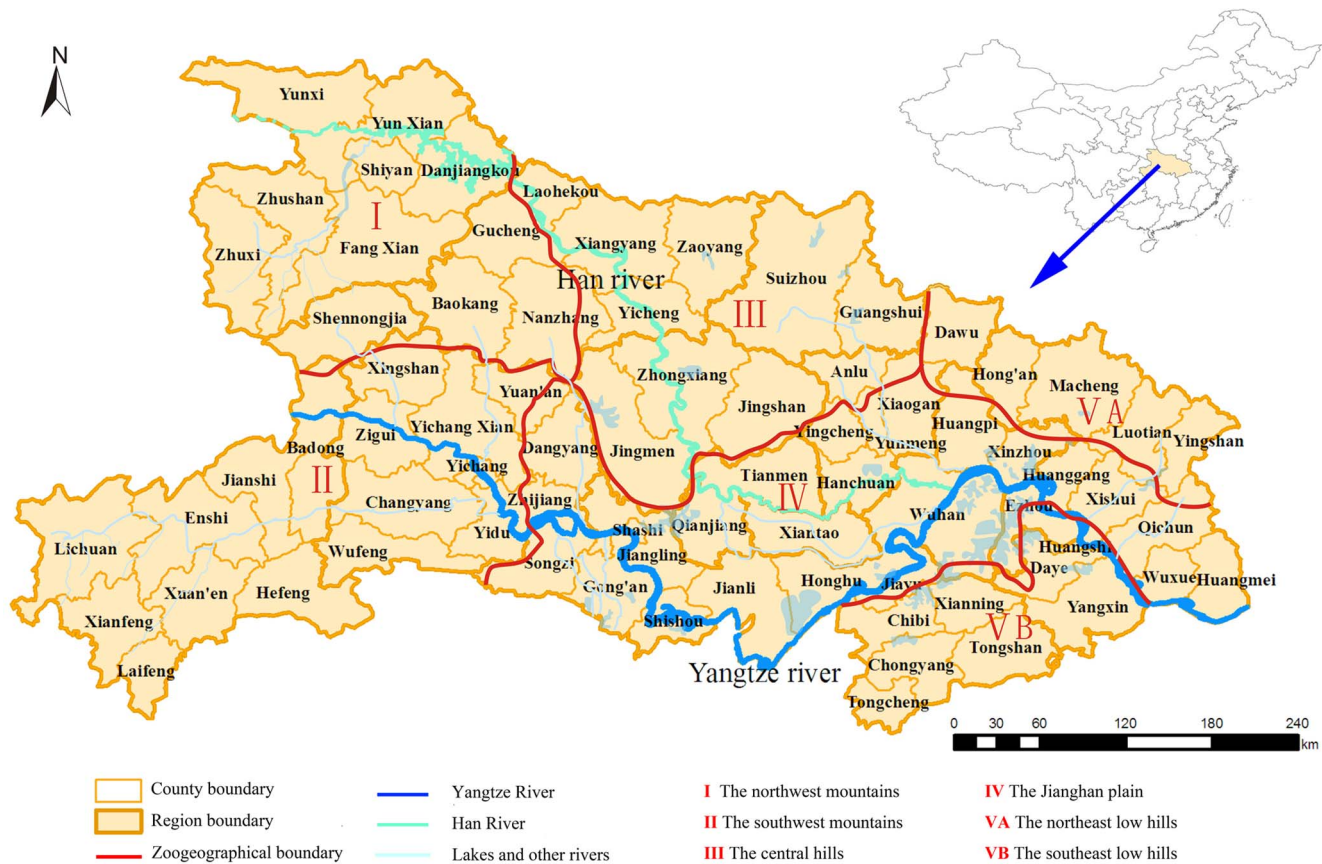 N
Yunxi
Yun Xian
Shiyan
Danjiangkou
Zhushan
Laohekou
I
Gucheng
Zhuxi
Fang Xian
Xiangyang
Zaoyang
Han river
Suizhou
Baokang
Shennongjia
Nanzhang
Yicheng
III
Guangshui
Dawu
Xingshan
Zhongxiang
Anlu
Hong'an
Macheng
Yuan'an
Jingshan
Xiaogan
VA
Badong
Zigui
Yichang Xian
Dangyang
Jingmen
Yingcheng
Yunmeng
Huangpi
Luotian
Yingshan
Jianshi
II
Yichang
Tianmen
Xinzhou
Huanggang
Enshi
Changyang
Zhijiang
IV
Hanchuan
Ezhou
Xishui
Lichuan
Yidu
Shashi
Qianjiang
Xiantao
Wuhan
Qichun
Wufeng
Songzi
Jiangling
Huangshi
Xuan'en
Hefeng
Gong'an
Jianli
Honghu
Jiayu
Daye
Wuxue
Huangmei
Xianfeng
Shishou
Chibi
Xianning
Yangxin
VB
Laifeng
Yangtze river
Chongyang
Tongshan
Tongcheng
0 30 60 120 180 240
km
County boundary
Region boundary
Zoogeographical boundary
Yangtze River
Han River
Lakes and other rivers
I The northwest mountains
II The southwest mountains
III The central hills
IV The Jianghan plain
VA The northeast low hills
VB The southeast low hills